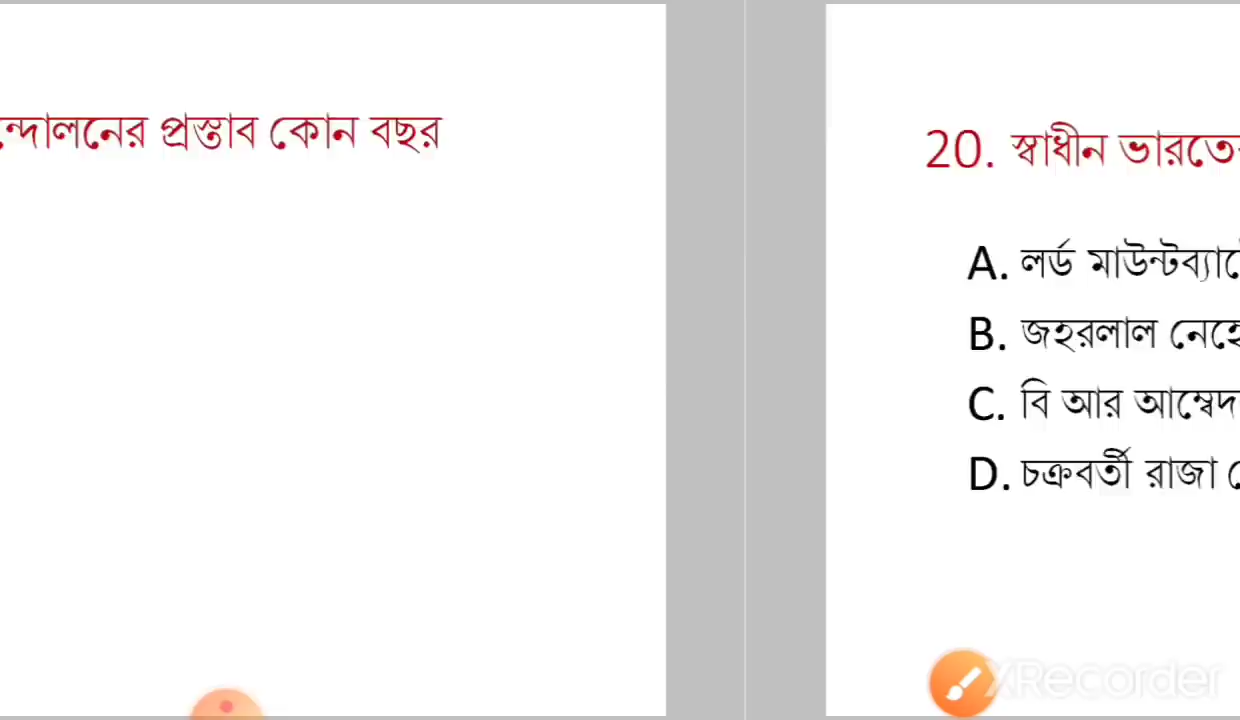 ন্দোলনের প্রস্তাব কোন বছর
20. স্বাধীন ভারতের
A. লর্ড মাউন্টব্যাটে
B. জহরলাল নেহে
C. বি আর আম্বেদ
D. চক্রবর্তী রাজা
XRecorder